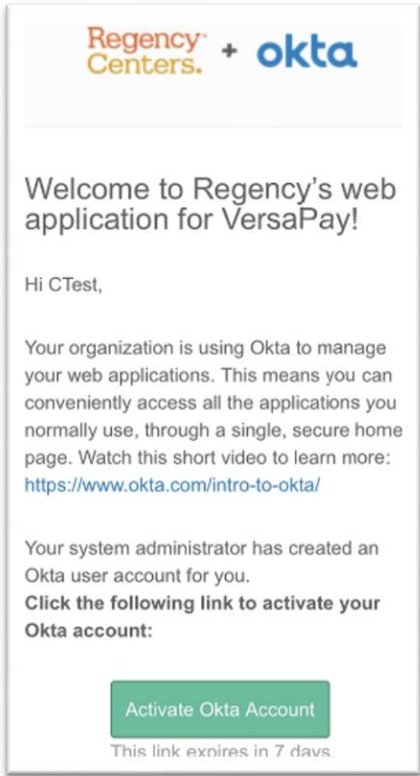 Regency
Centers.
+ okta
Welcome to Regency's web
application for VersaPay!
Hi CTest,
Your organization is using Okta to manage
your web applications. This means you can
conveniently access all the applications you
normally use, through a single, secure home
page. Watch this short video to learn more:
https://www.okta.com/intro-to-okta/
Your system administrator has created an
Okta user account for you.
Click the following link to activate your
Okta account:
Activate Okta Account
This link expires in 7 days.